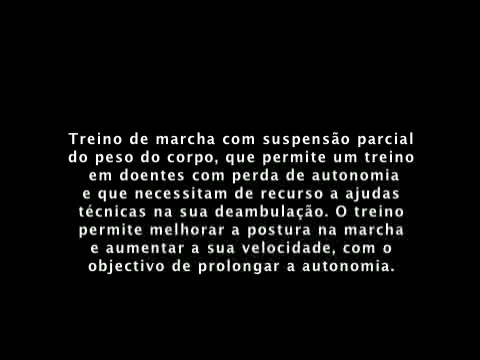 Treino de marcha com suspensão parcial
do peso do corpo, que permite um treino
em doentes com perda de autonomia
e que necessitam de recurso a ajudas
técnicas na sua deambulação. O treino
permite melhorar a postura na marcha
e aumentar a sua velocidade, com o
objectivo de prolongar a autonomia.